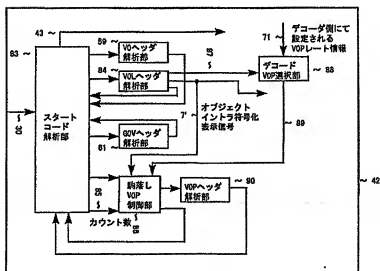 43
71
デコーダ側にて
設定される
VOPレート情報
83
59
VOヘッダ
解析部
84
VOLヘッダ
解析部
87
デコード
VOP選択部
88
スタート
コード
解析部
7'
オブジェクト
イントラ符号化
表示信号
89
30
GOVヘッダ
解析部
61
42
85
駒落し
VOP
制御部
VOPヘッダ
解析部
90
カウント数
86